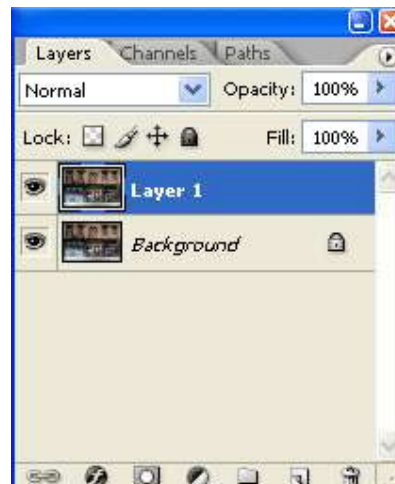 Layers Channels Paths
Normal Opacity: 100%
Lock: Fill: 100%
Layer 1
Background